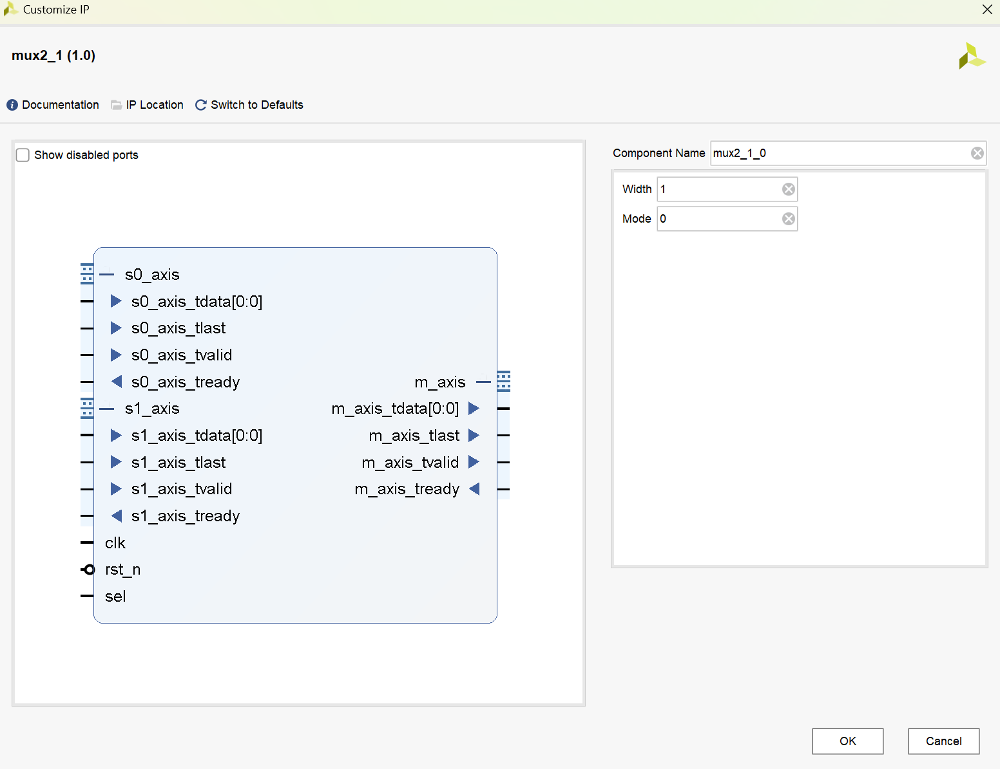 Customize IP
mux2_1 (1.0)
Documentation
IP Location
Switch to Defaults
Show disabled ports
s0_axis
s0_axis_tdata[0:0]
s0_axis_tlast
s0_axis_tvalid
s0_axis_tready
s1_axis
s1_axis_tdata[0:0]
s1_axis_tlast
s1_axis_tvalid
s1_axis_tready
clk
rst_n
sel
m_axis
m_axis_tdata[0:0]
m_axis_tlast
m_axis_tvalid
m_axis_tready
Component Name mux2_1_0
Width 1
Mode 0
OK
Cancel